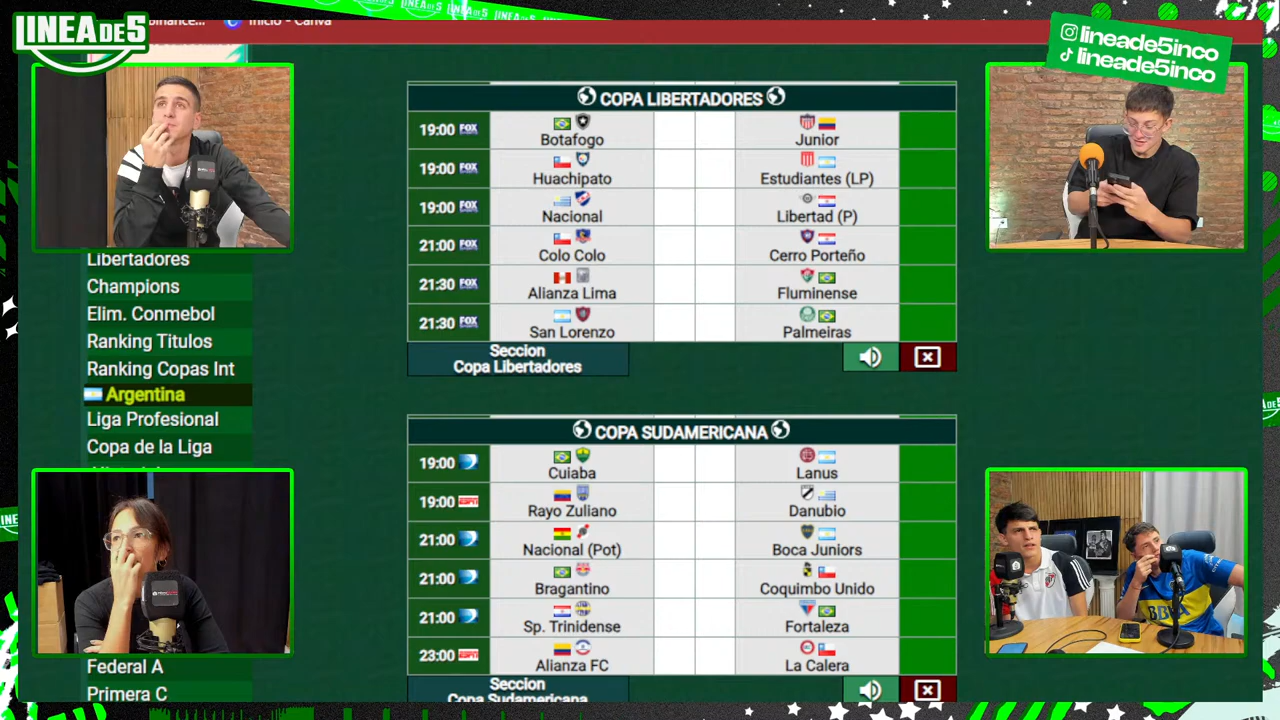 LINEA DE 5
Inicio - Canva
lineade5inco
lineade5inco
Libertadores
Champions
Elim. Conmebol
Ranking Titulos
Ranking Copas Int
Argentina
Liga Profesional
Copa de la Liga
Federal A
Primera C
COPA LIBERTADORES
19:00 FOX Botafogo Junior
19:00 FOX Huachipato Estudiantes (LP)
19:00 FOX Nacional Libertad (P)
21:00 FOX Colo Colo Cerro Porteño
21:30 FOX Alianza Lima Fluminense
21:30 FOX San Lorenzo Palmeiras
Seccion
Copa Libertadores
COPA SUDAMERICANA
19:00 Cuiaba Lanus
19:00 ESPN Rayo Zuliano Danubio
21:00 Nacional (Pot) Boca Juniors
21:00 Bragantino Coquimbo Unido
21:00 Sp. Trinidense Fortaleza
23:00 ESPN Alianza FC La Calera
Seccion
Copa Sudamericana
BBVA